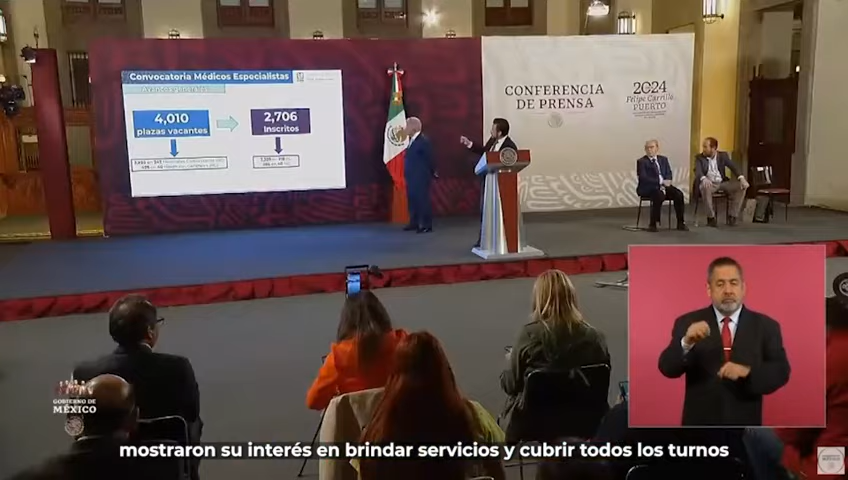 Convocatoria Médicos Especialistas
4,010
plazas vacantes
2,706
Inscritos
CONFERENCIA
DE PRENSA
2024
Felipe Carrillo
PUERTO
GOBIERNO DE
MÉXICO
mostraron su interés en brindar servicios y cubrir todos los turnos